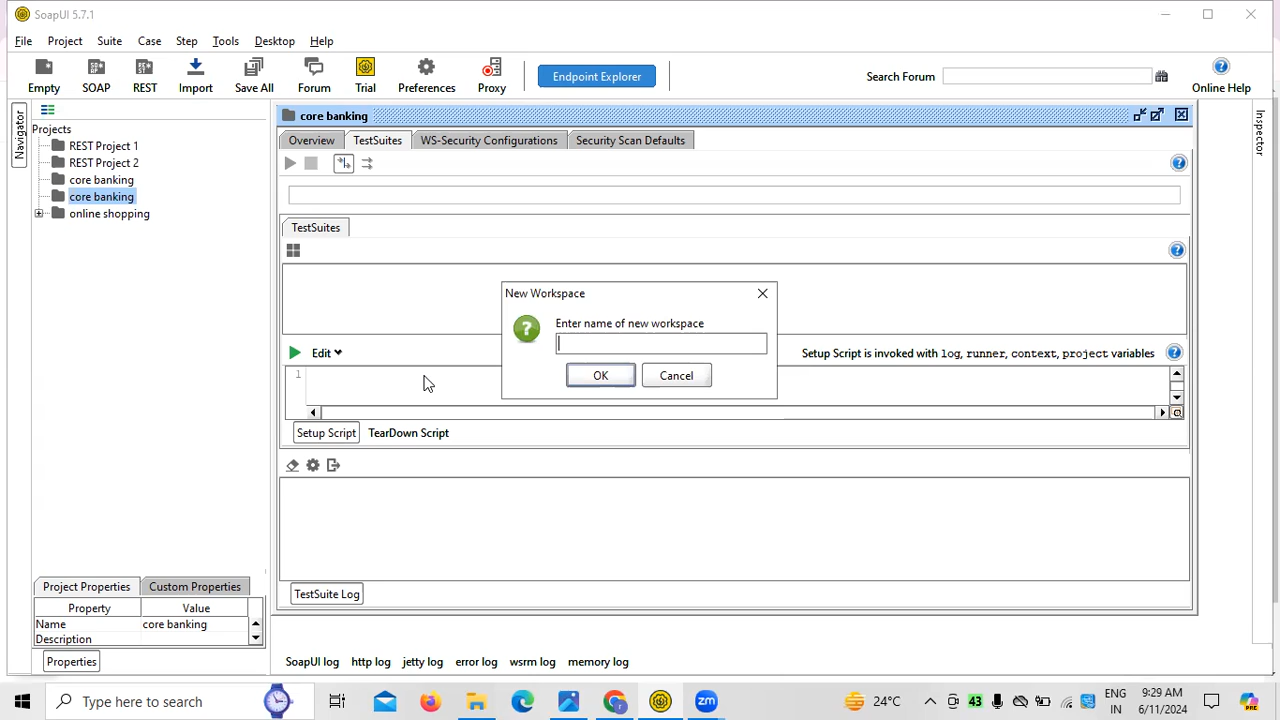 SoapUI 5.7.1
File Project Suite Case Step Tools Desktop Help
Empty SOAP REST Import Save All Forum Trial Preferences Proxy Endpoint Explorer Search Forum Online Help
Navigator
Projects
REST Project 1
REST Project 2
core banking
core banking
online shopping
core banking
Overview TestSuites WS-Security Configurations Security Scan Defaults
TestSuites
New Workspace
Enter name of new workspace
OK Cancel
Edit Setup Script is invoked with log, runner, context, project variables
1
Setup Script TearDown Script
TestSuite Log
Inspector
Project Properties Custom Properties
Property Value
Name core banking
Description
Properties
SoapUI log http log jetty log error log wsrm log memory log
Type here to search
24°C
43
ENG
IN
9:29 AM
6/11/2024
PRE